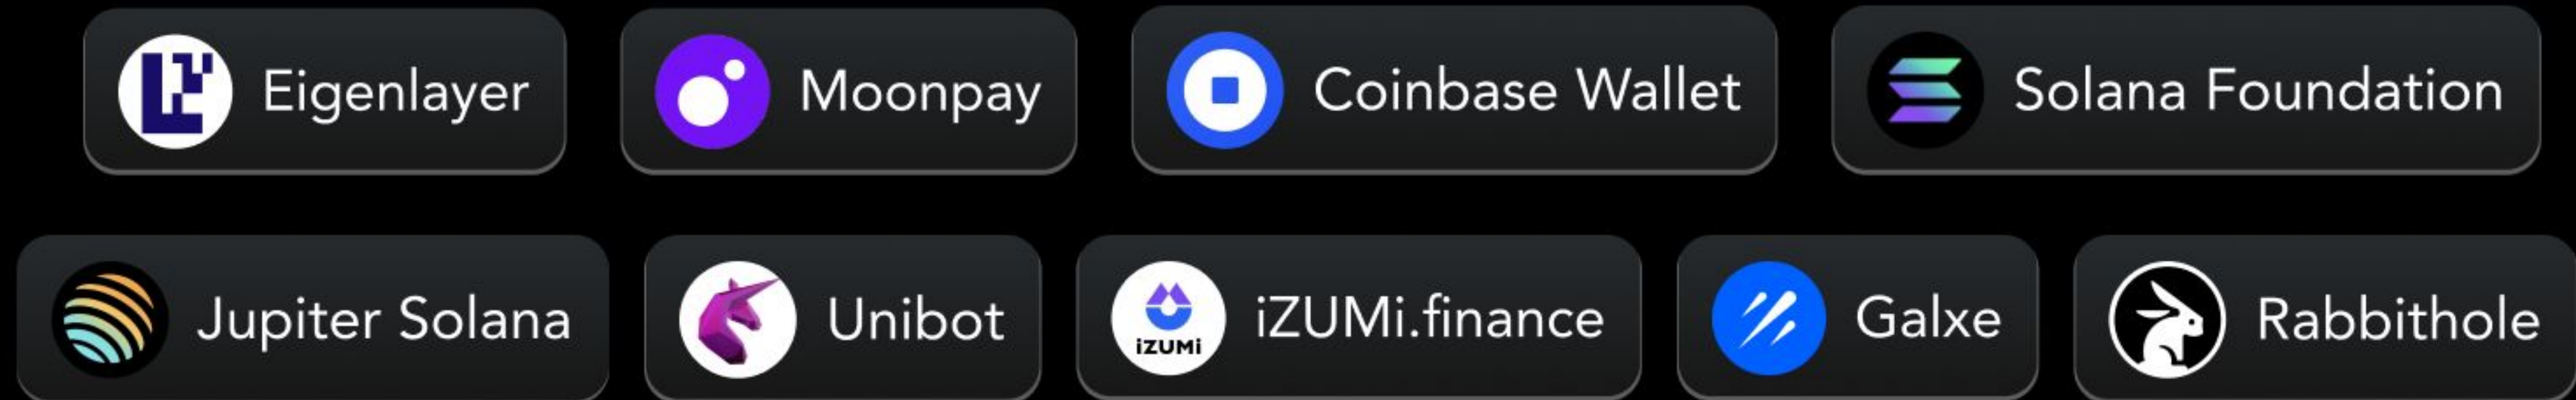 Eigenlayer Moonpay Coinbase Wallet Solana Foundation
Jupiter Solana Unibot iZUMi iZUMi.finance Galxe Rabbithole